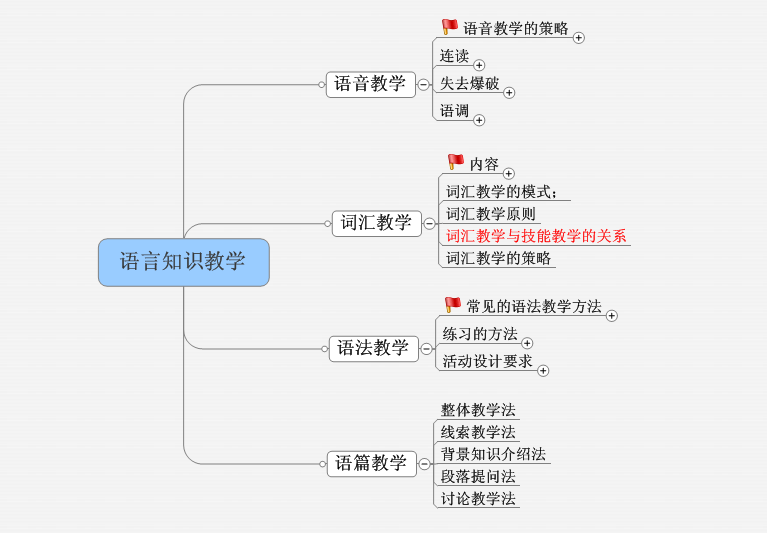 语言知识教学
语音教学
语音教学的策略
连读
失去爆破
语调
词汇教学
内容
词汇教学的模式；
词汇教学原则
词汇教学与技能教学的关系
词汇教学的策略
语法教学
常见的语法教学方法
练习的方法
活动设计要求
语篇教学
整体教学法
线索教学法
背景知识介绍法
段落提问法
讨论教学法